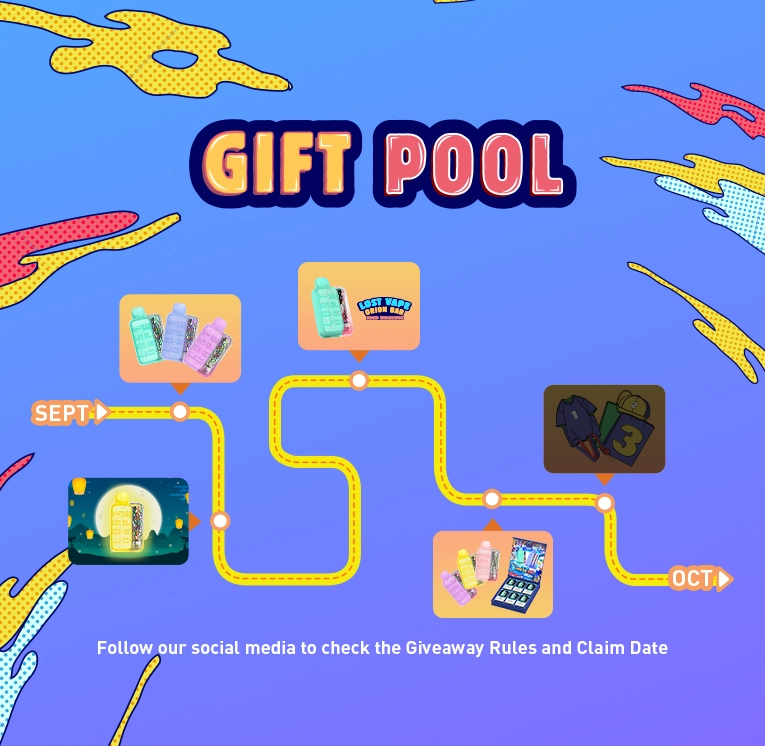 GIFT POOL
LOST VAPE
ORION BAR
SEPT
3
OCT
Follow our social media to check the Giveaway Rules and Claim Date